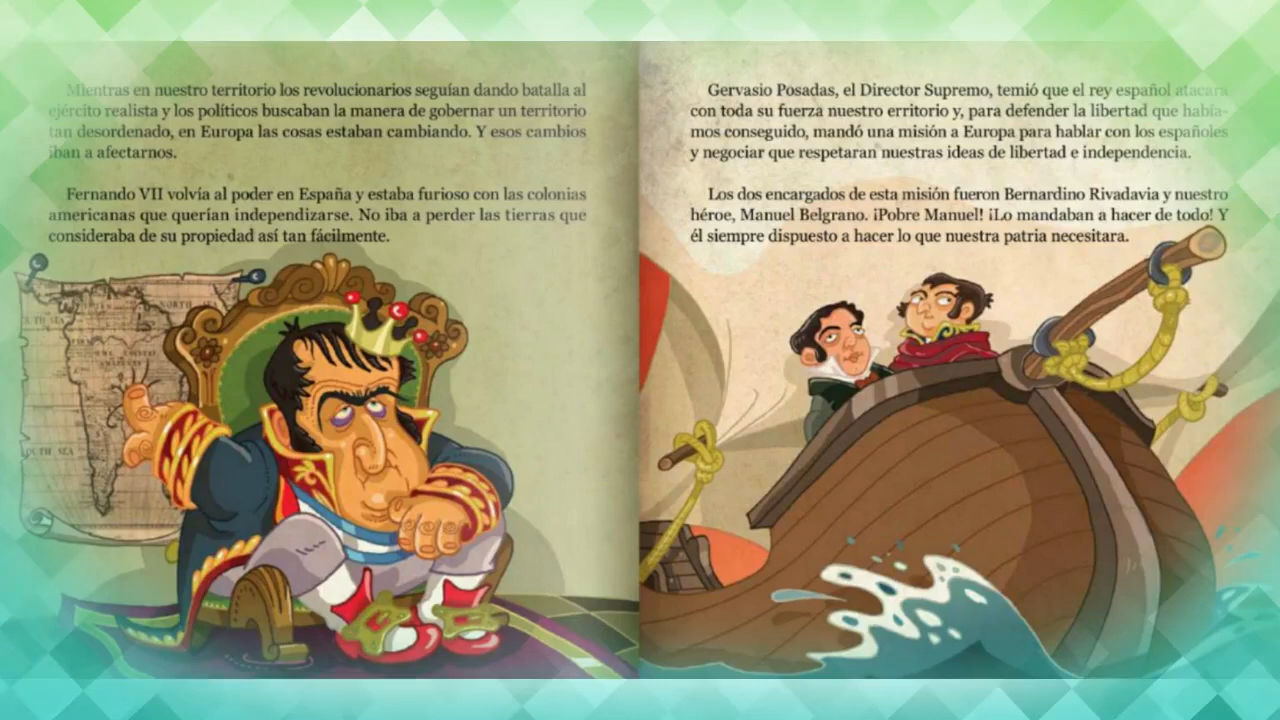 Mientras en nuestro territorio los revolucionarios seguían dando batalla al
ejército realista y los políticos buscaban la manera de gobernar un territorio
tan desordenado, en Europa las cosas estaban cambiando. Y esos cambios
iban a afectarnos.
Fernando VII volvía al poder en España y estaba furioso con las colonias
americanas que querían independizarse. No iba a perder las tierras que
consideraba de su propiedad así tan fácilmente.
NORTH SEA
OUTH SEA
Gervasio Posadas, el Director Supremo, temió que el rey español atacara
con toda su fuerza nuestro erritorio y, para defender la libertad que había-
mos conseguido, mandó una misión a Europa para hablar con los españoles
y negociar que respetaran nuestras ideas de libertad e independencia.
Los dos encargados de esta misión fueron Bernardino Rivadavia y nuestro
héroe, Manuel Belgrano. ¡Pobre Manuel! ¡Lo mandaban a hacer de todo! Y
él siempre dispuesto a hacer lo que nuestra patria necesitara.